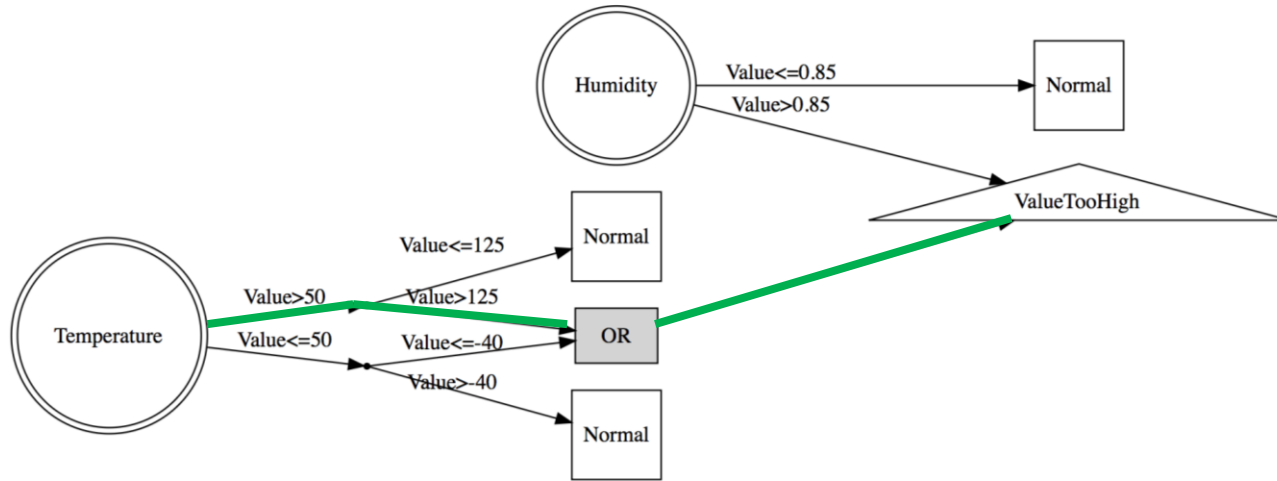 Humidity
Value<=0.85
Value>0.85
Normal
ValueTooHigh
Temperature
Value>50
Value<=50
Value<=125
Value>125
Value<=-40
Value>-40
Normal
OR
Normal